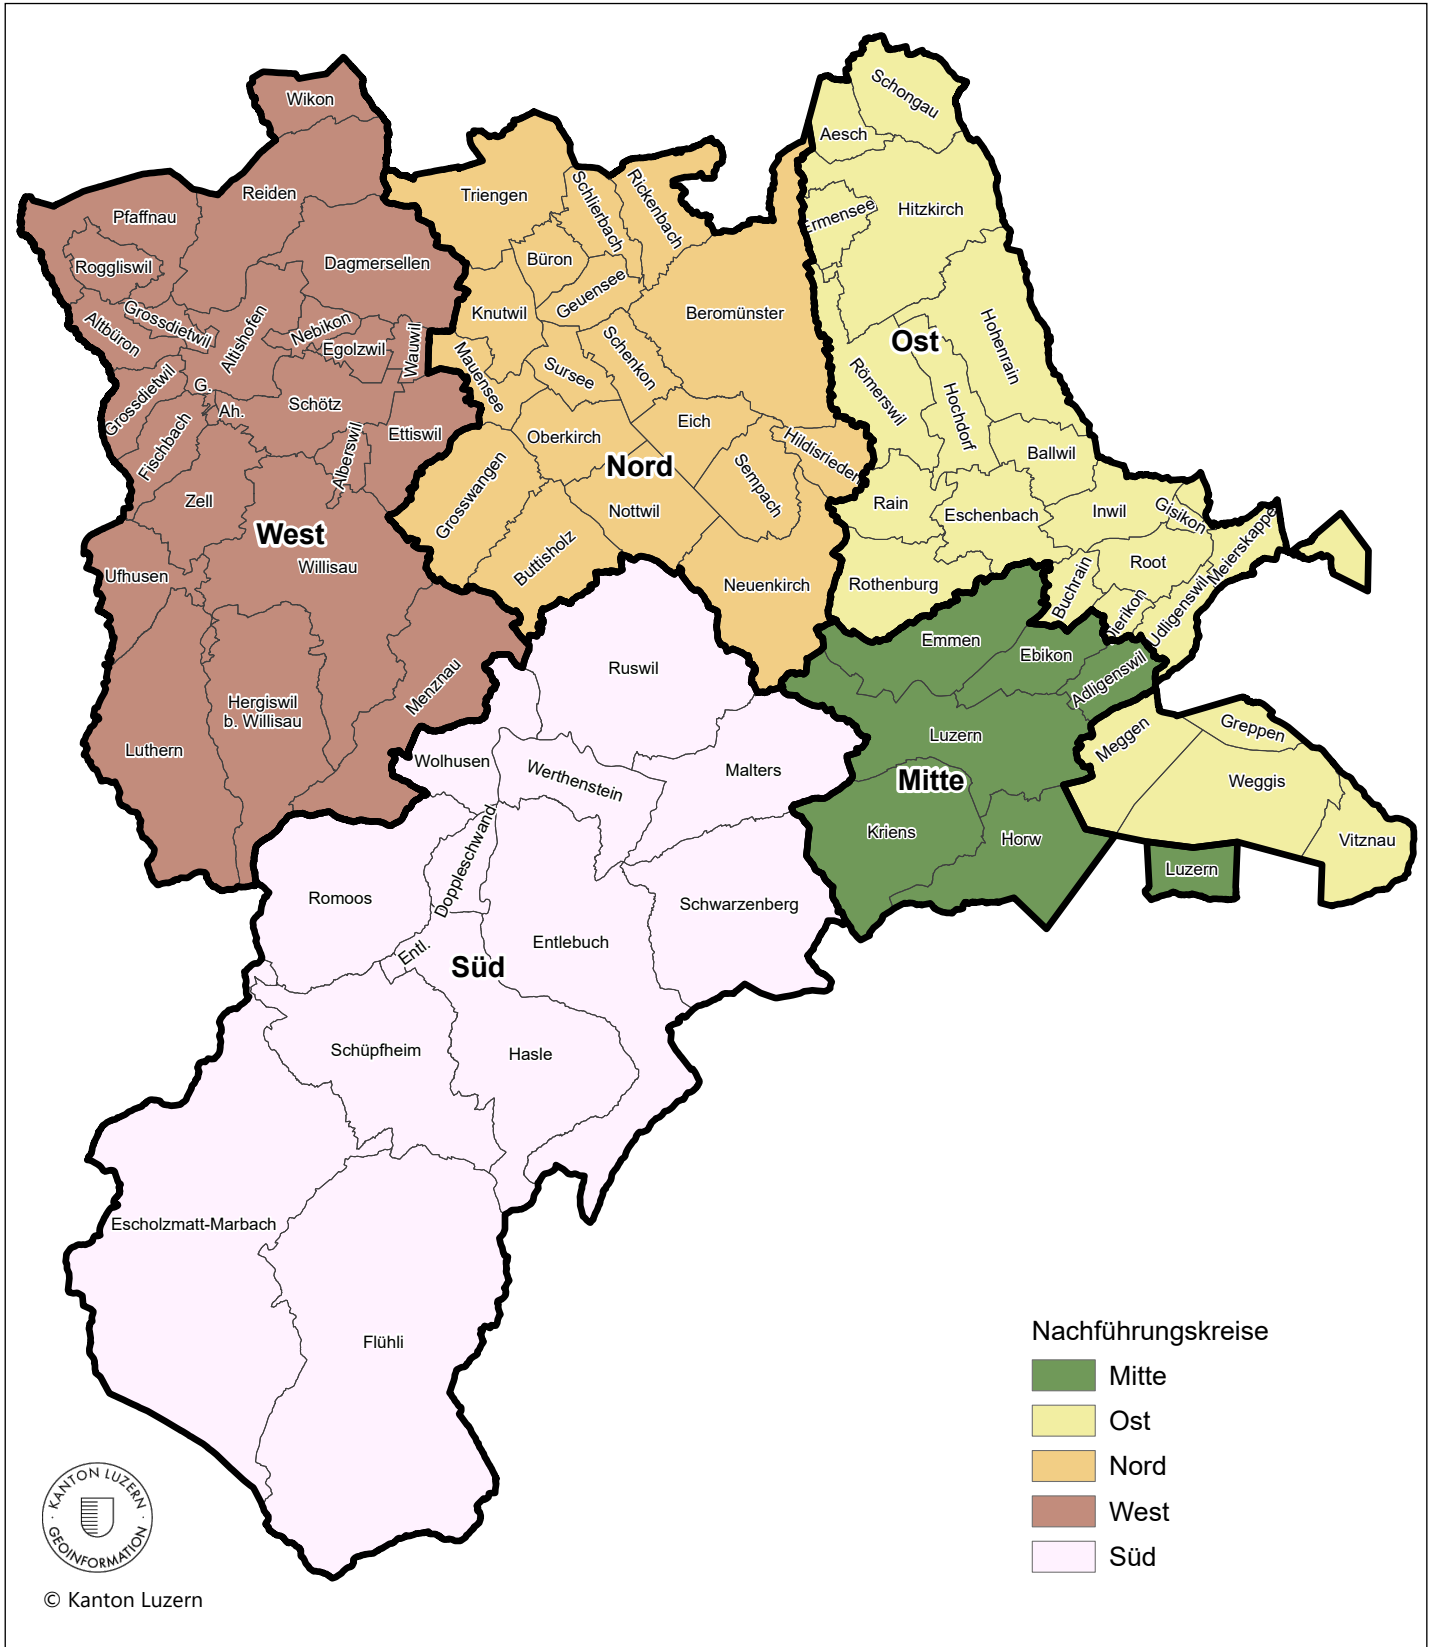 Schongau
Wikon
Aesch
Reiden
Triengen
Schlierbach
Rickenbach
Pfaffnau
Ermensee
Hitzkirch
Roggliswil
Dagmersellen
Büron
Geuensee
Knutwil
Beromünster
Grossdietwil
Altbüron
Altishofen
Nebikon
Egolzwil
Wauwil
Mauensee
Sursee
Schenkon
Ost
Hohenrain
Römerswil
Hochdorf
Grossdietwil
G.
Ah.
Schötz
Fischbach
Alberswil
Ettiswil
Oberkirch
Eich
Hildisrieden
Ballwil
Nord
Sempach
Grosswangen
Zell
Nottwil
Rain
Eschenbach
Inwil
Gisikon
Meierskappel
West
Willisau
Buttisholz
Root
Ufhusen
Neuenkirch
Rothenburg
Buchrain
Dierikon
Udligenswil
Emmen
Ebikon
Adligenswil
Ruswil
Menznau
Hergiswil
b. Willisau
Luthern
Luzern
Meggen
Greppen
Wolhusen
Werthenstein
Malters
Mitte
Weggis
Kriens
Horw
Vitznau
Luzern
Doppleschwand
Romoos
Schwarzenberg
Entlebuch
Entl.
Süd
Schüpfheim
Hasle
Escholzmatt-Marbach
Flühli
Nachführungskreise
Mitte
Ost
Nord
West
Süd
· KANTON LUZERN ·
GEOINFORMATION
© Kanton Luzern